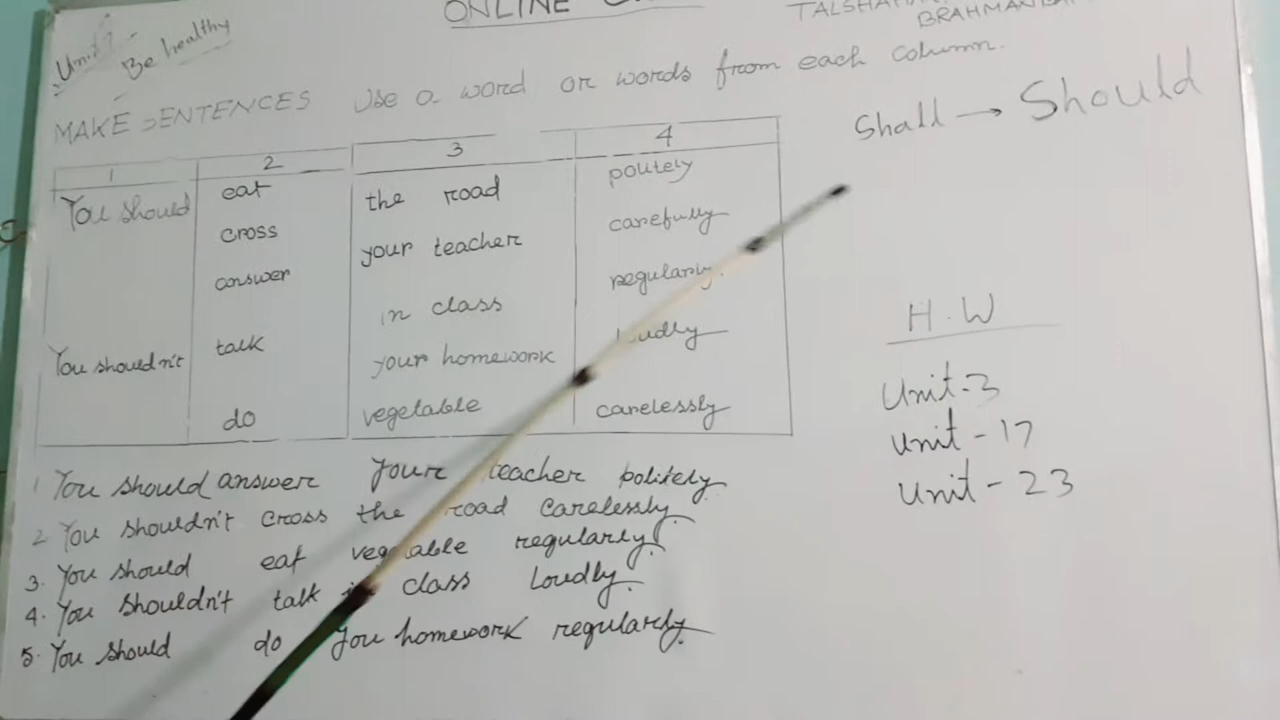 ONLINE
Unit
Be healthy
MAKE SENTENCES Use a word or words from each column.
Shall → Should
1 2 3 4
You should eat the road poutely
cross your teacher carefully
answer in class regularly.
You shouldn't talk your homework loudly
do vegetable carelessly
1 You should answer your teacher politely
2 You shouldn't cross the road carelessly.
3. You should eat vegetable regularly.
4. You shouldn't talk class loudly.
5. You should do you homework regularly.
H.W
Unit-3
Unit-17
Unit-23